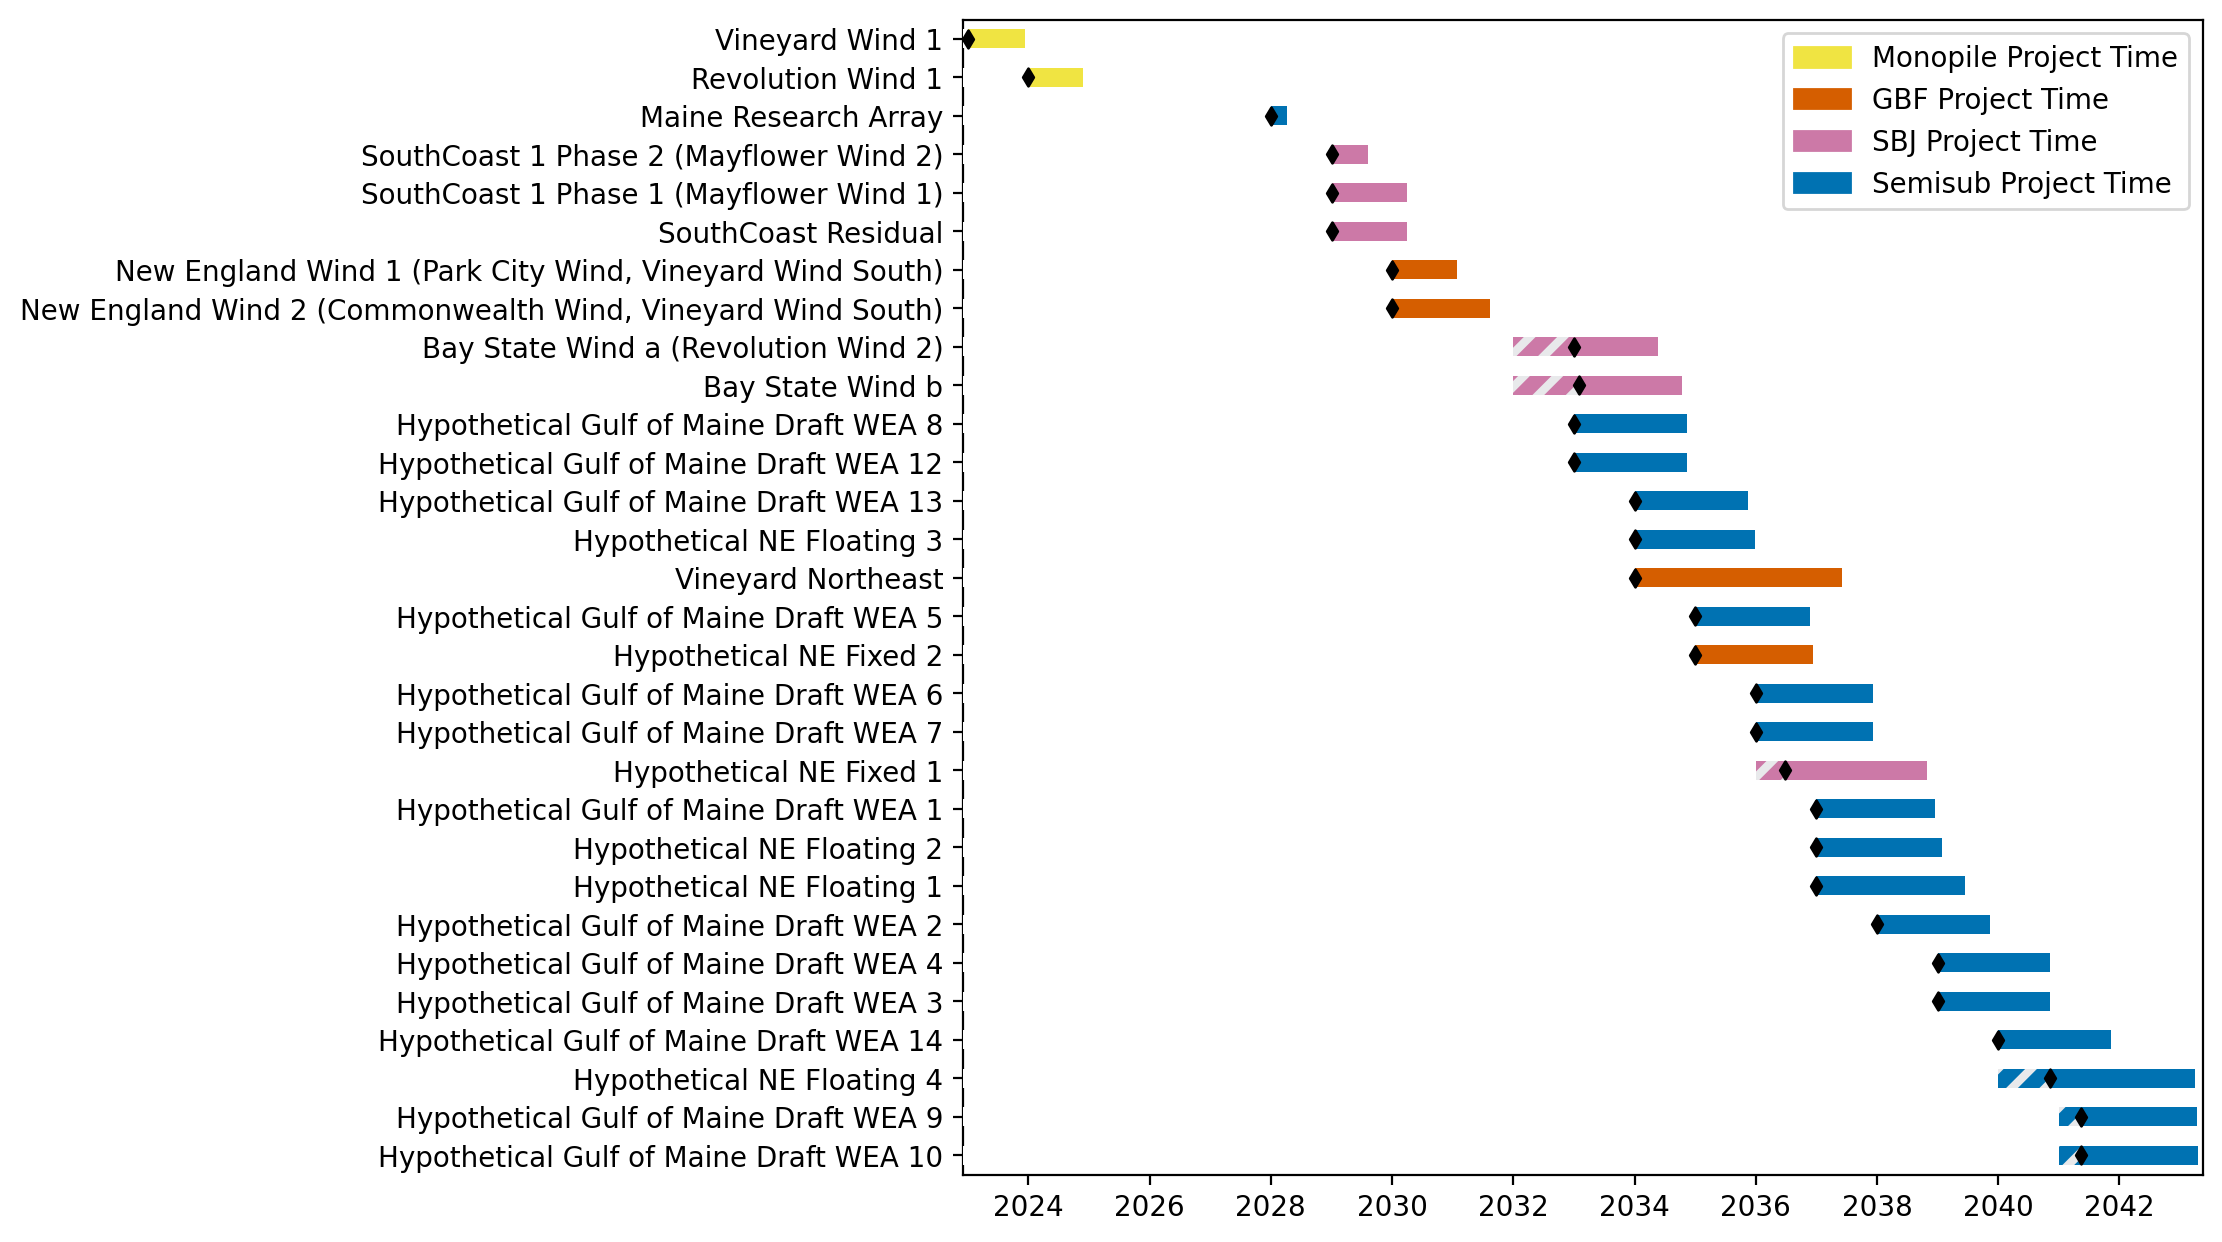 Vineyard Wind 1
Revolution Wind 1
Maine Research Array
SouthCoast 1 Phase 2 (Mayflower Wind 2)
SouthCoast 1 Phase 1 (Mayflower Wind 1)
SouthCoast Residual
New England Wind 1 (Park City Wind, Vineyard Wind South)
New England Wind 2 (Commonwealth Wind, Vineyard Wind South)
Bay State Wind a (Revolution Wind 2)
Bay State Wind b
Hypothetical Gulf of Maine Draft WEA 8
Hypothetical Gulf of Maine Draft WEA 12
Hypothetical Gulf of Maine Draft WEA 13
Hypothetical NE Floating 3
Vineyard Northeast
Hypothetical Gulf of Maine Draft WEA 5
Hypothetical NE Fixed 2
Hypothetical Gulf of Maine Draft WEA 6
Hypothetical Gulf of Maine Draft WEA 7
Hypothetical NE Fixed 1
Hypothetical Gulf of Maine Draft WEA 1
Hypothetical NE Floating 2
Hypothetical NE Floating 1
Hypothetical Gulf of Maine Draft WEA 2
Hypothetical Gulf of Maine Draft WEA 4
Hypothetical Gulf of Maine Draft WEA 3
Hypothetical Gulf of Maine Draft WEA 14
Hypothetical NE Floating 4
Hypothetical Gulf of Maine Draft WEA 9
Hypothetical Gulf of Maine Draft WEA 10
Monopile Project Time
GBF Project Time
SBJ Project Time
Semisub Project Time
2024 2026 2028 2030 2032 2034 2036 2038 2040 2042